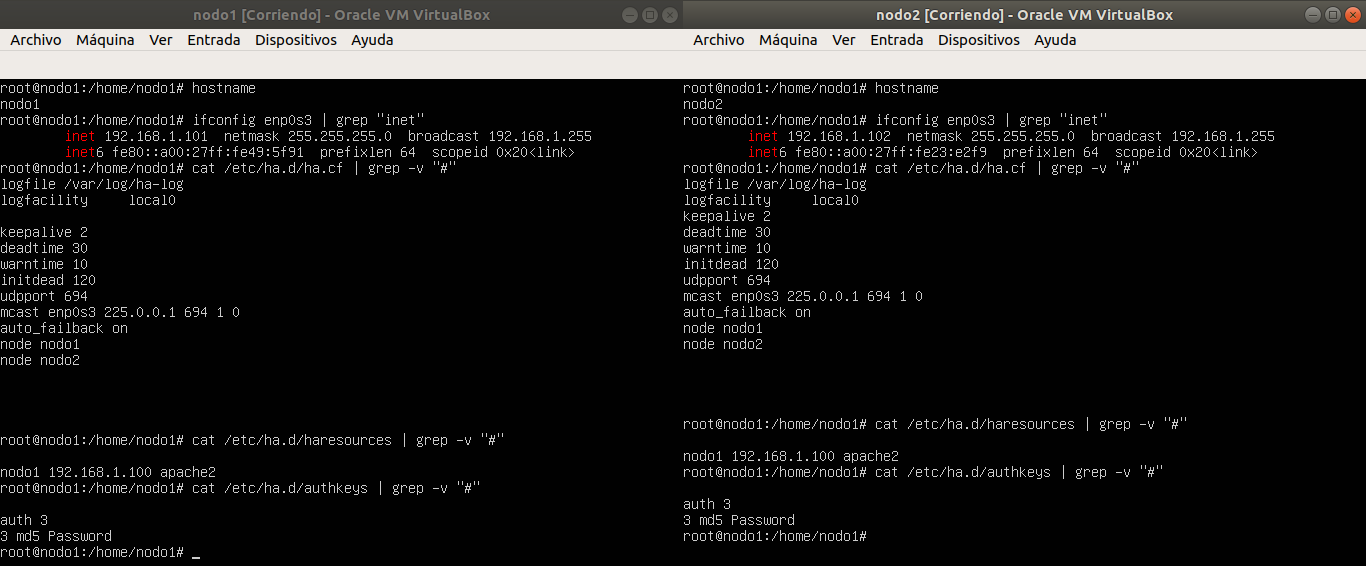 nodo1 [Corriendo] - Oracle VM VirtualBox
Archivo Máquina Ver Entrada Dispositivos Ayuda
root@nodo1:/home/nodo1# hostname
nodo1
root@nodo1:/home/nodo1# ifconfig enp0s3 | grep "inet"
inet 192.168.1.101 netmask 255.255.255.0 broadcast 192.168.1.255
inet6 fe80::a00:27ff:fe49:5f91 prefixlen 64 scopeid 0x20<link>
root@nodo1:/home/nodo1# cat /etc/ha.d/ha.cf | grep -v "#"
logfile /var/log/ha-log
logfacility local0
keepalive 2
deadtime 30
warntime 10
initdead 120
udpport 694
mcast enp0s3 225.0.0.1 694 1 0
auto_failback on
node nodo1
node nodo2
root@nodo1:/home/nodo1# cat /etc/ha.d/haresources | grep -v "#"
nodo1 192.168.1.100 apache2
root@nodo1:/home/nodo1# cat /etc/ha.d/authkeys | grep -v "#"
auth 3
3 md5 Password
root@nodo1:/home/nodo1# _
nodo2 [Corriendo] - Oracle VM VirtualBox
Archivo Máquina Ver Entrada Dispositivos Ayuda
root@nodo1:/home/nodo1# hostname
nodo2
root@nodo1:/home/nodo1# ifconfig enp0s3 | grep "inet"
inet 192.168.1.102 netmask 255.255.255.0 broadcast 192.168.1.255
inet6 fe80::a00:27ff:fe23:e2f9 prefixlen 64 scopeid 0x20<link>
root@nodo1:/home/nodo1# cat /etc/ha.d/ha.cf | grep -v "#"
logfile /var/log/ha-log
logfacility local0
keepalive 2
deadtime 30
warntime 10
initdead 120
udpport 694
mcast enp0s3 225.0.0.1 694 1 0
auto_failback on
node nodo1
node nodo2
root@nodo1:/home/nodo1# cat /etc/ha.d/haresources | grep -v "#"
nodo1 192.168.1.100 apache2
root@nodo1:/home/nodo1# cat /etc/ha.d/authkeys | grep -v "#"
auth 3
3 md5 Password
root@nodo1:/home/nodo1#